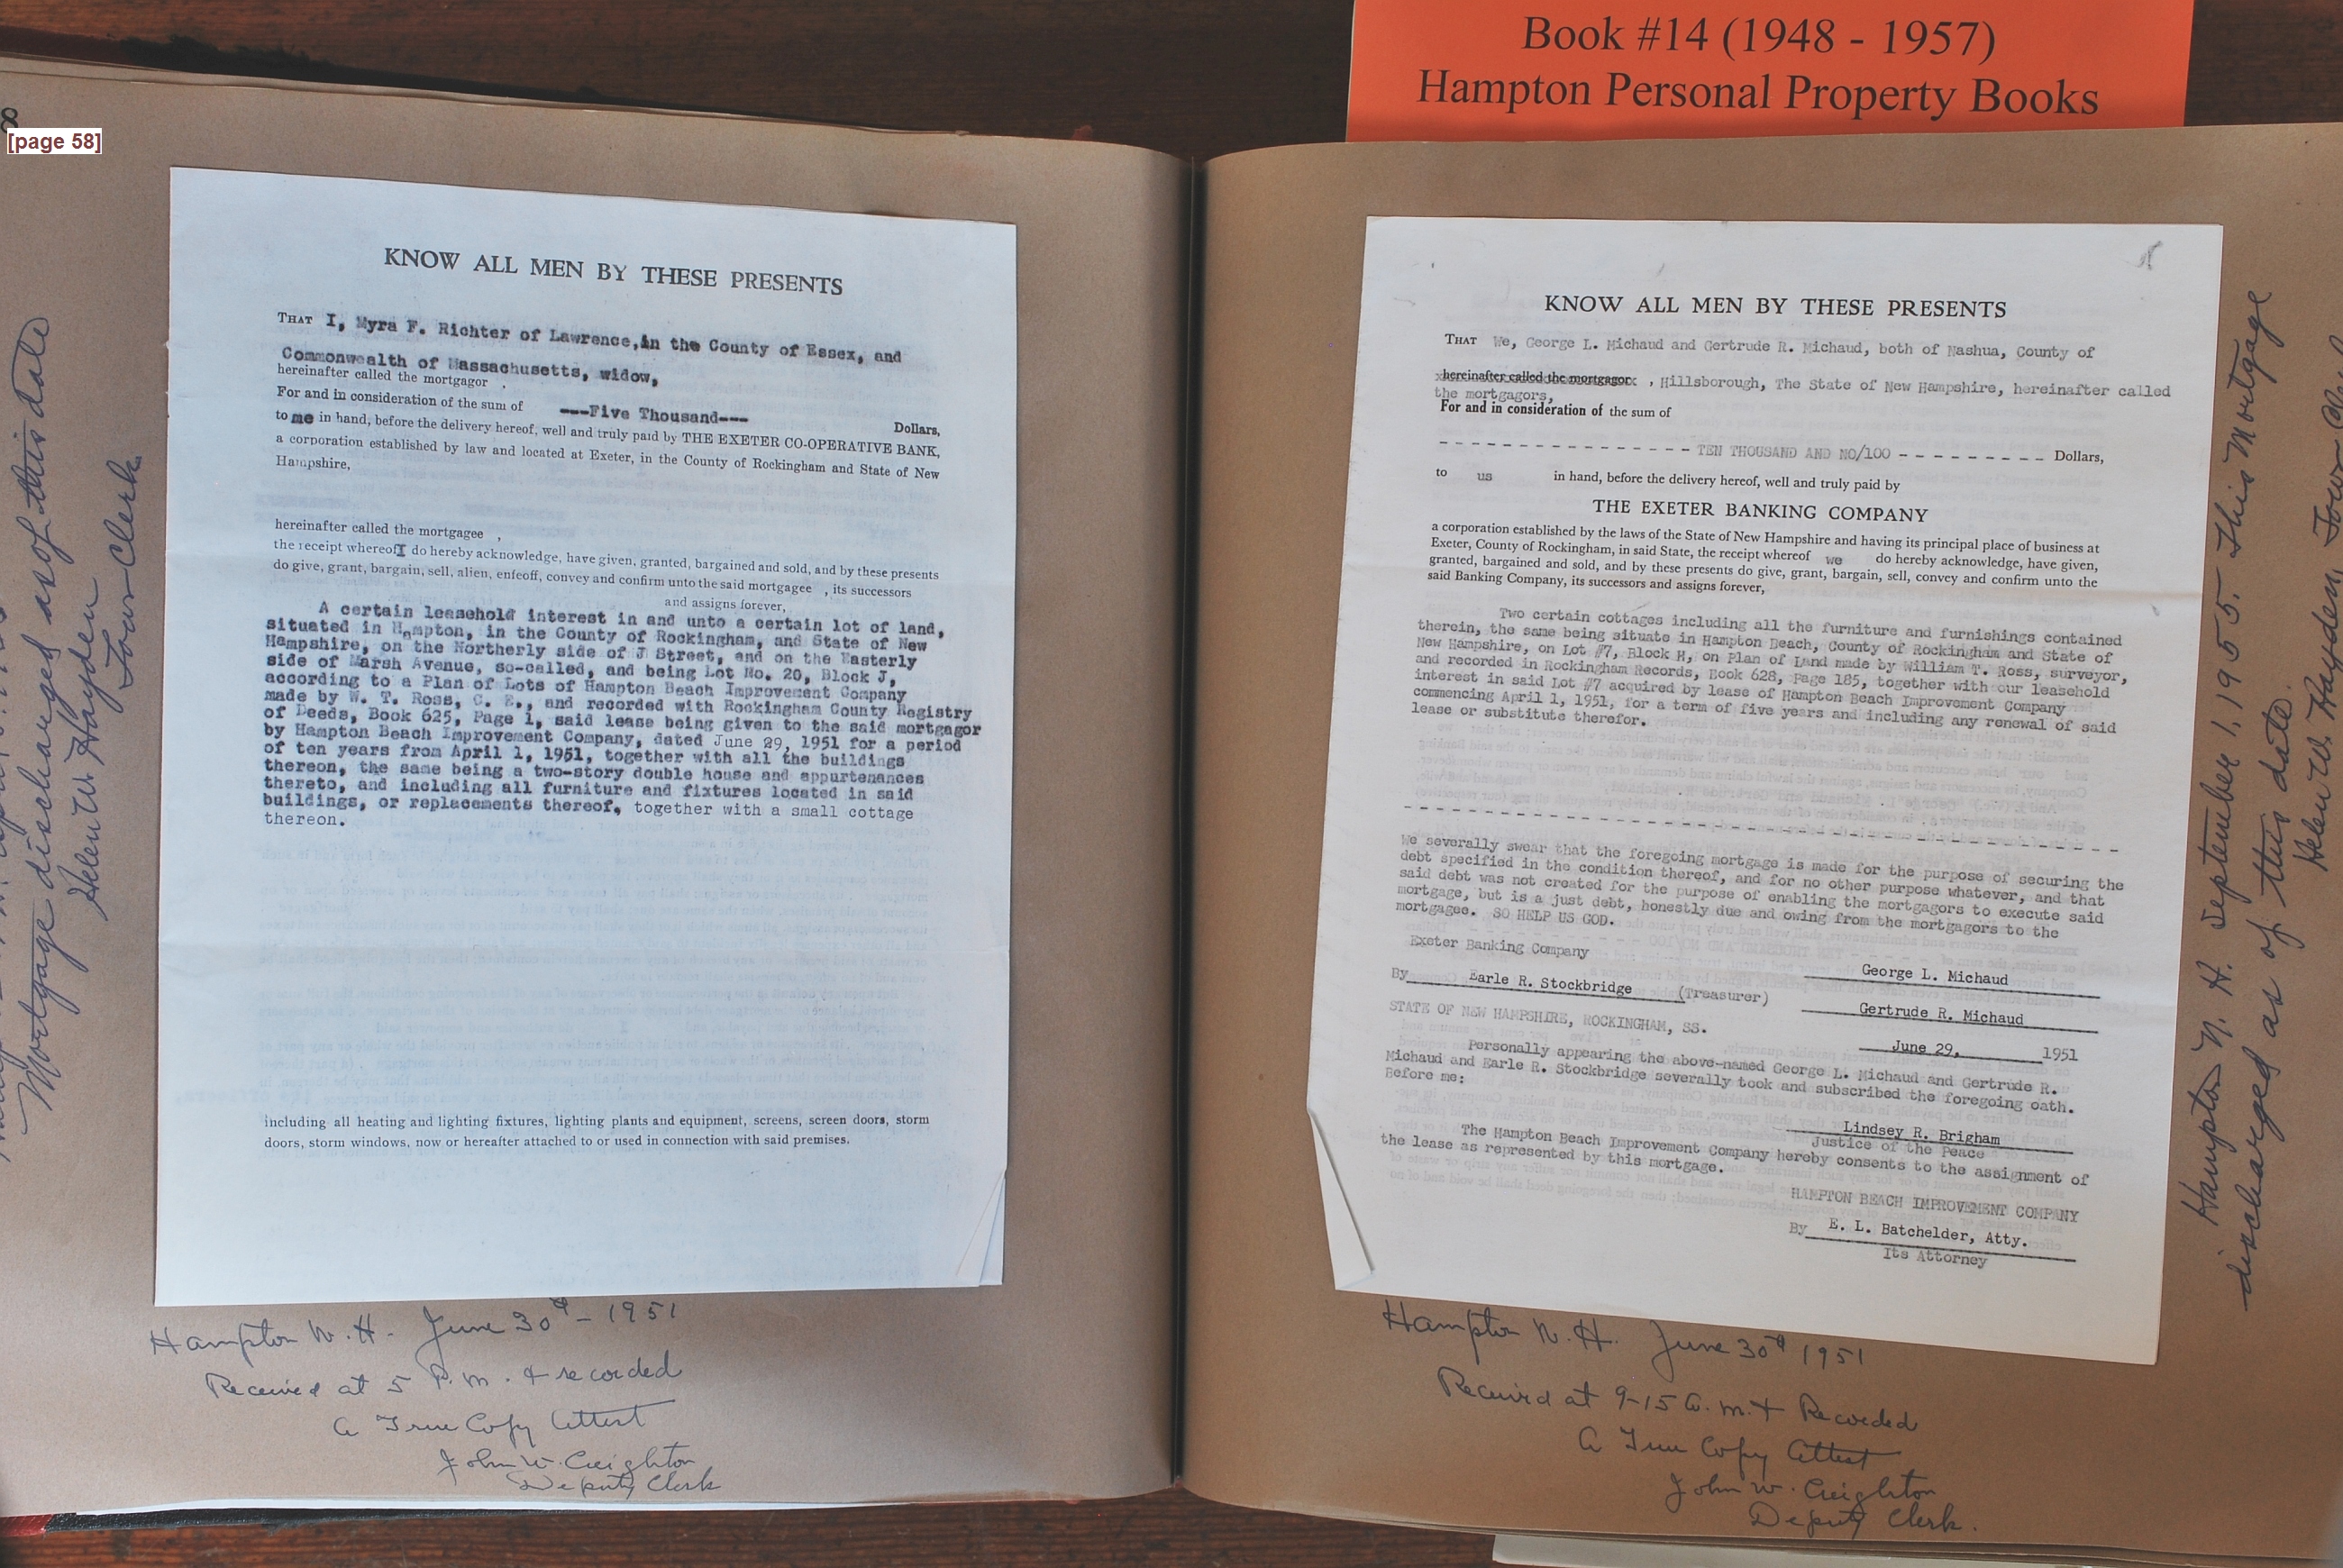 Book #14 (1948 - 1957)
Hampton Personal Property Books
8
[page 58]
KNOW ALL MEN BY THESE PRESENTS
THAT I, Myra F. Richter of Lawrence, in the County of Essex, and
Commonwealth of Massachusetts, widow,
hereinafter called the mortgagor ,
For and in consideration of the sum of ---Five Thousand--- Dollars,
to me in hand, before the delivery hereof, well and truly paid by THE EXETER CO-OPERATIVE BANK,
a corporation established by law and located at Exeter, in the County of Rockingham and State of New
Hampshire,
hereinafter called the mortgagee ,
the receipt whereof I do hereby acknowledge, have given, granted, bargained and sold, and by these presents
do give, grant, bargain, sell, alien, enfeoff, convey and confirm unto the said mortgagee , its successors
and assigns forever,
A certain leasehold interest in and unto a certain lot of land,
situated in Hampton, in the County of Rockingham, and State of New
Hampshire, on the Northerly side of J Street, and on the Easterly
side of Marsh Avenue, so-called, and being Lot No. 20, Block J,
according to a Plan of Lots of Hampton Beach Improvement Company
made by W. T. Ross, C. E., and recorded with Rockingham County Registry
of Deeds, Book 625, Page 1, said lease being given to the said mortgagor
by Hampton Beach Improvement Company, dated June 29, 1951 for a period
of ten years from April 1, 1951, together with all the buildings
thereon, the same being a two-story double house and appurtenances
thereto, and including all furniture and fixtures located in said
buildings, or replacements thereof, together with a small cottage
thereon.
including all heating and lighting fixtures, lighting plants and equipment, screens, screen doors, storm
doors, storm windows, now or hereafter attached to or used in connection with said premises.
Hampton N. H. June 30th - 1951
Received at 5 P. M. & recorded
A True Copy Attest
John W. Creighton
Deputy Clerk
Mortgage discharged as of this date
Helen W. Hayden
Town Clerk
KNOW ALL MEN BY THESE PRESENTS
THAT We, George L. Michaud and Gertrude R. Michaud, both of Nashua, County of
hereinafter called the mortgagor , Hillsborough, The State of New Hampshire, hereinafter called
the mortgagors,
For and in consideration of the sum of
- - - - - - - - - - - - - - - - - TEN THOUSAND AND NO/100 - - - - - - - - - - Dollars,
to us in hand, before the delivery hereof, well and truly paid by
THE EXETER BANKING COMPANY
a corporation established by the laws of the State of New Hampshire and having its principal place of business at
Exeter, County of Rockingham, in said State, the receipt whereof we do hereby acknowledge, have given,
granted, bargained and sold, and by these presents do give, grant, bargain, sell, convey and confirm unto the
said Banking Company, its successors and assigns forever,
Two certain cottages including all the furniture and furnishings contained
therein, the same being situate in Hampton Beach, County of Rockingham and State of
New Hampshire, on Lot #7, Block H, on Plan of Land made by William T. Ross, surveyor,
and recorded in Rockingham Records, Book 628, Page 185, together with our leasehold
interest in said Lot #7 acquired by lease of Hampton Beach Improvement Company
commencing April 1, 1951, for a term of five years and including any renewal of said
lease or substitute therefor.
We severally swear that the foregoing mortgage is made for the purpose of securing the
debt specified in the condition thereof, and for no other purpose whatever, and that
said debt was not created for the purpose of enabling the mortgagors to execute said
mortgage, but is a just debt, honestly due and owing from the mortgagors to the
mortgagee. SO HELP US GOD.
Exeter Banking Company
By Earle R. Stockbridge (Treasurer)
George L. Michaud
Gertrude R. Michaud
STATE OF NEW HAMPSHIRE, ROCKINGHAM, SS.
June 29, 1951
Personally appearing the above-named George L. Michaud and Gertrude R.
Michaud and Earle R. Stockbridge severally took and subscribed the foregoing oath.
Before me:
Lindsey R. Brigham
Justice of the Peace
The Hampton Beach Improvement Company hereby consents to the assignment of
the lease as represented by this mortgage.
HAMPTON BEACH IMPROVEMENT COMPANY
By E. L. Batchelder, Atty.
Its Attorney
Hampton N. H. June 30th 1951
Received at 9-15 A. M. & Recorded
A True Copy Attest
John W. Creighton
Deputy Clerk.
Hampton N. H. September 1, 1955. This Mortgage
discharged as of this date.
Helen W. Hayden, Town